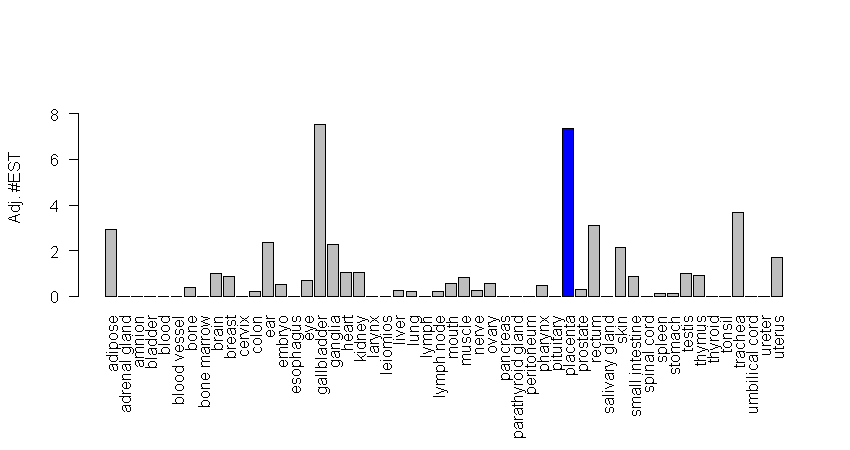 Adj. #EST
8
6
4
2
0
adipose
adrenal gland
amnion
bladder
blood
blood vessel
bone
bone marrow
brain
breast
cervix
colon
ear
embryo
esophagus
eye
gallbladder
ganglia
heart
kidney
larynx
leiomios
liver
lung
lymph
lymph node
mouth
muscle
nerve
ovary
pancreas
parathyroid gland
peritoneum
pharynx
pituitary
placenta
prostate
rectum
salivary gland
skin
small intestine
spinal cord
spleen
stomach
testis
thymus
thyroid
tonsil
trachea
umbilical cord
ureter
uterus